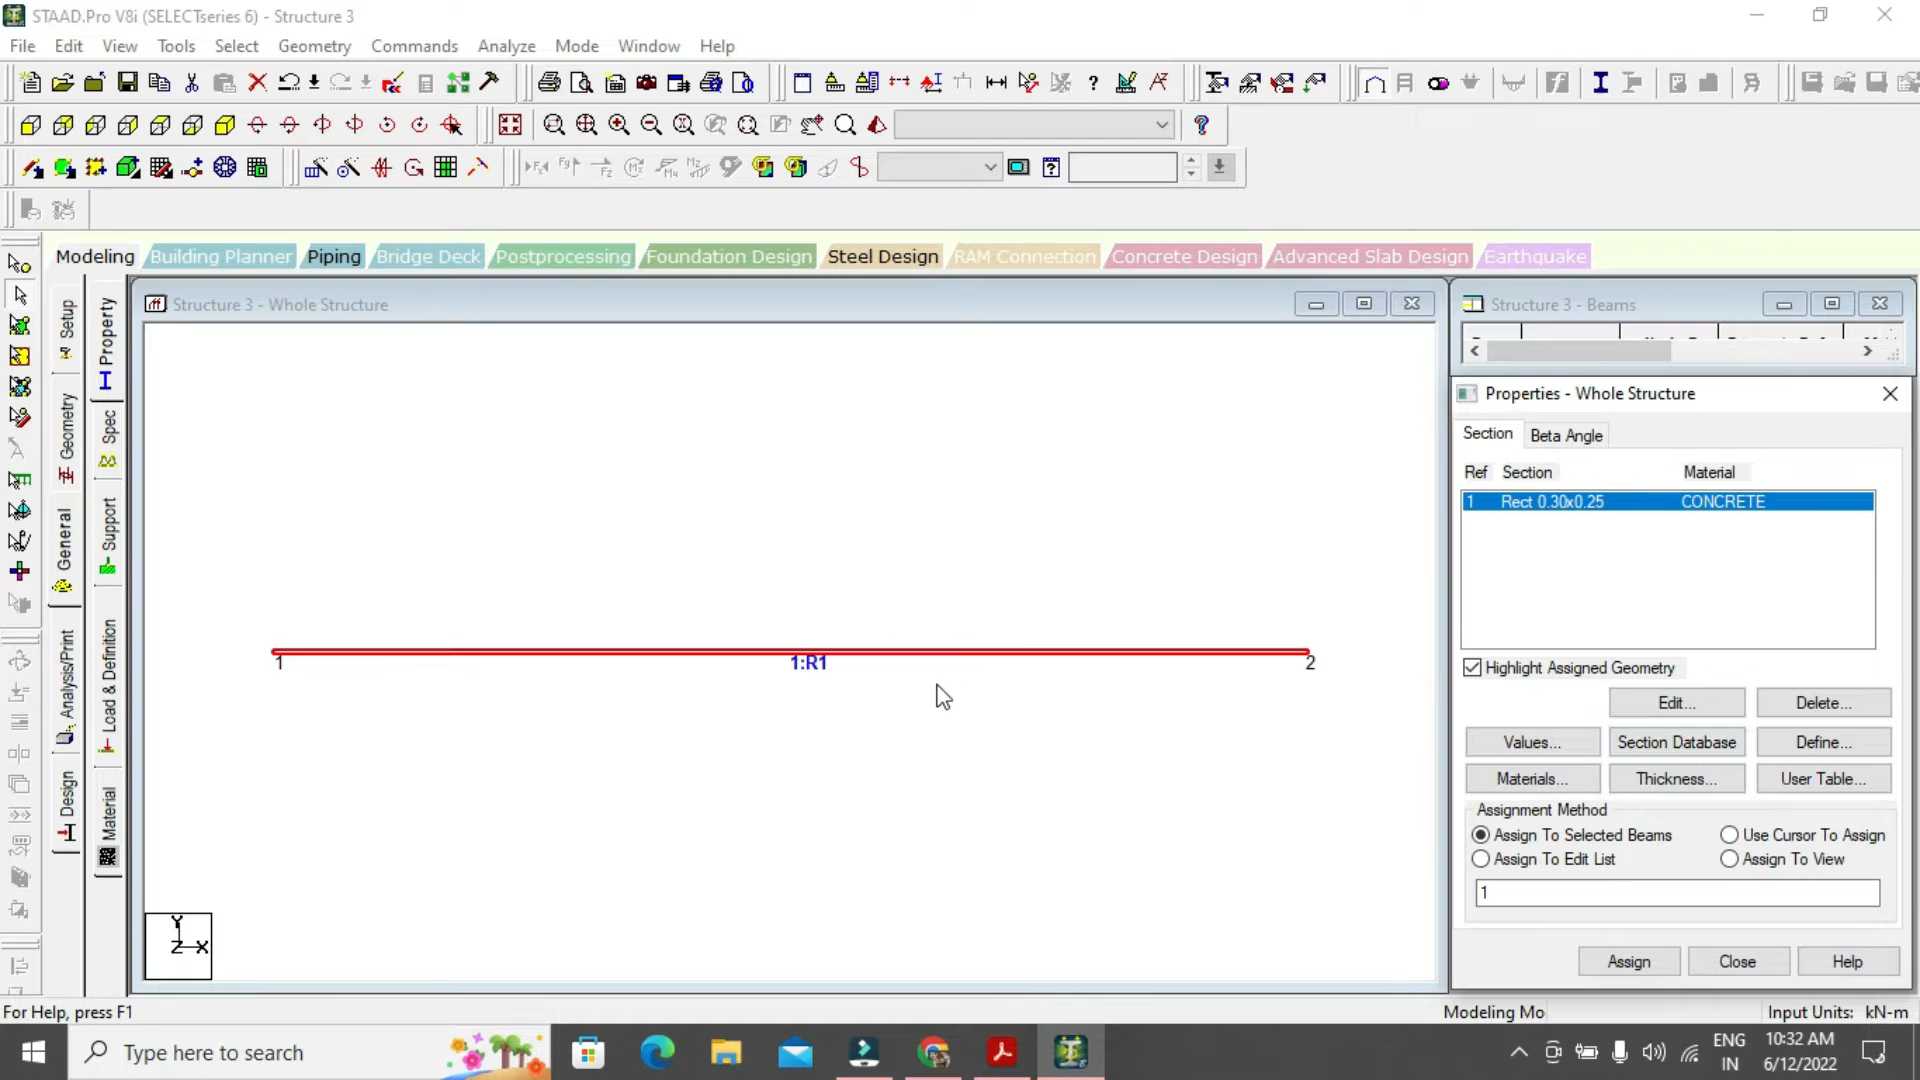 STAAD.Pro V8i (SELECTseries 6) - Structure 3
File Edit View Tools Select Geometry Commands Analyze Mode Window Help
Modeling Building Planner Piping Bridge Deck Postprocessing Foundation Design Steel Design RAM Connection Concrete Design Advanced Slab Design Earthquake
Setup
Geometry
General
Analysis/Print
Design
Property
Spec
Support
Load & Definition
Material
Structure 3 - Whole Structure
1
1:R1
2
Y
Z X
Structure 3 - Beams
Properties - Whole Structure
Section Beta Angle
Ref Section Material
1 Rect 0.30x0.25 CONCRETE
Highlight Assigned Geometry
Edit... Delete...
Values... Section Database Define...
Materials... Thickness... User Table...
Assignment Method
Assign To Selected Beams Use Cursor To Assign
Assign To Edit List Assign To View
1
Assign Close Help
For Help, press F1 Modeling Mo Input Units: kN-m
Type here to search
ENG
IN
10:32 AM
6/12/2022